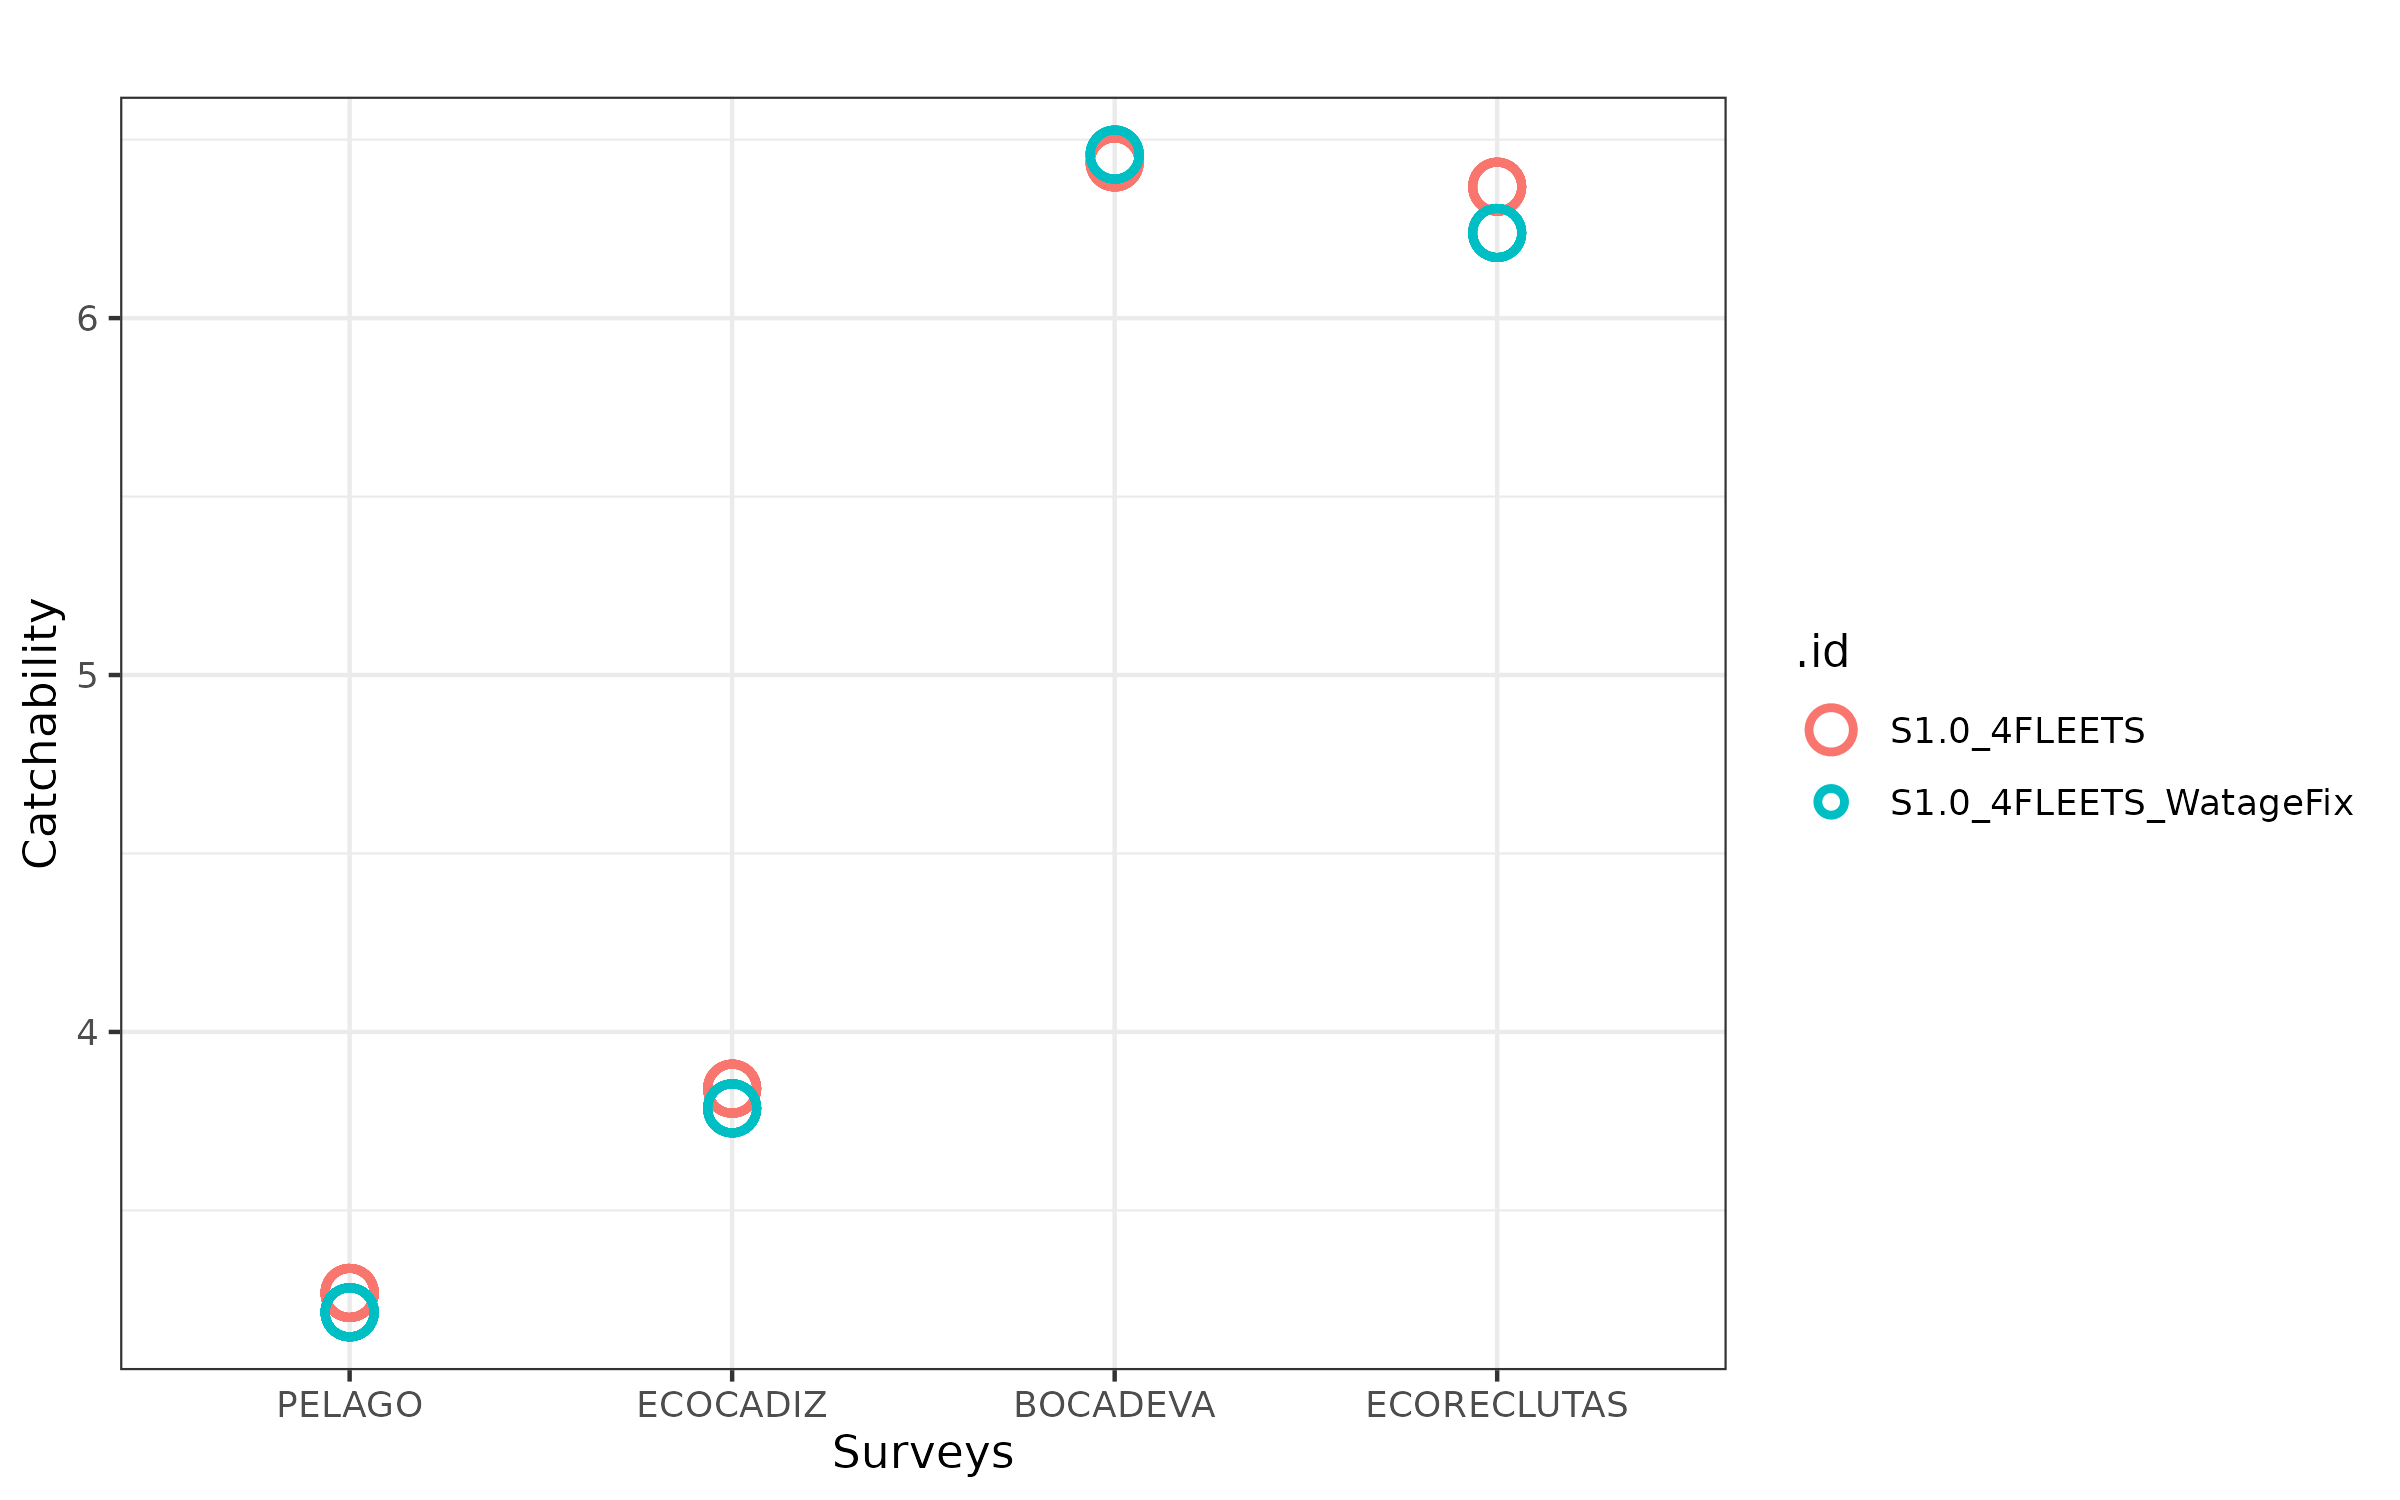 6
5
4
Catchability
PELAGO ECOCADIZ BOCADEVA ECORECLUTAS
Surveys
.id
S1.0_4FLEETS
S1.0_4FLEETS_WatageFix